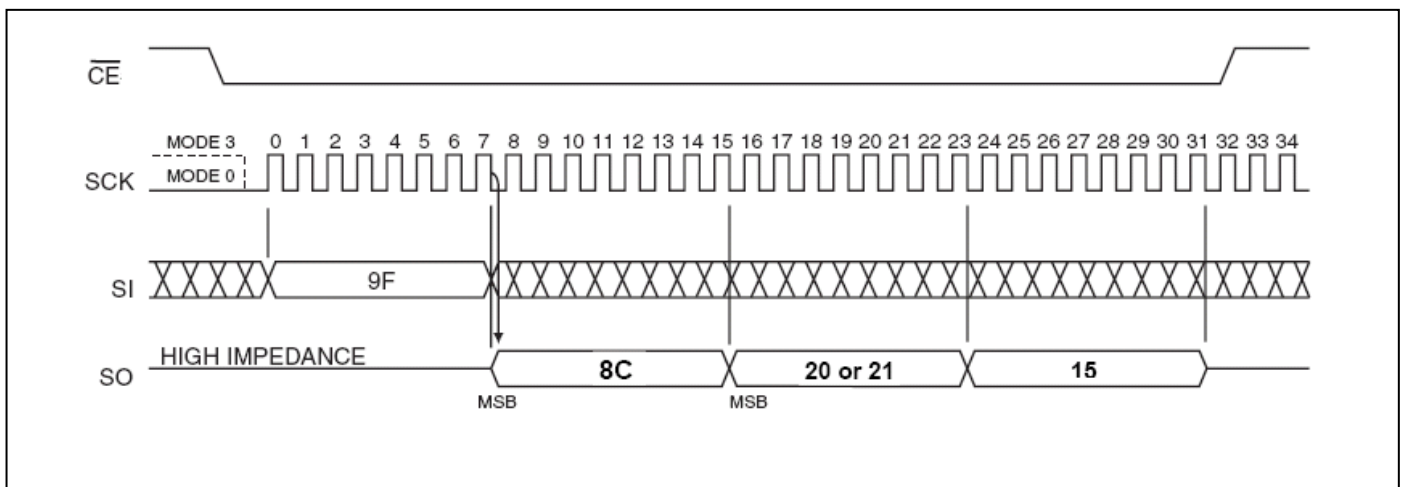 CE
MODE 3 0 1 2 3 4 5 6 7 8 9 10 11 12 13 14 15 16 17 18 19 20 21 22 23 24 25 26 27 28 29 30 31 32 33 34
SCK MODE 0
SI 9F
HIGH IMPEDANCE
SO 8C 20 or 21 15
MSB MSB